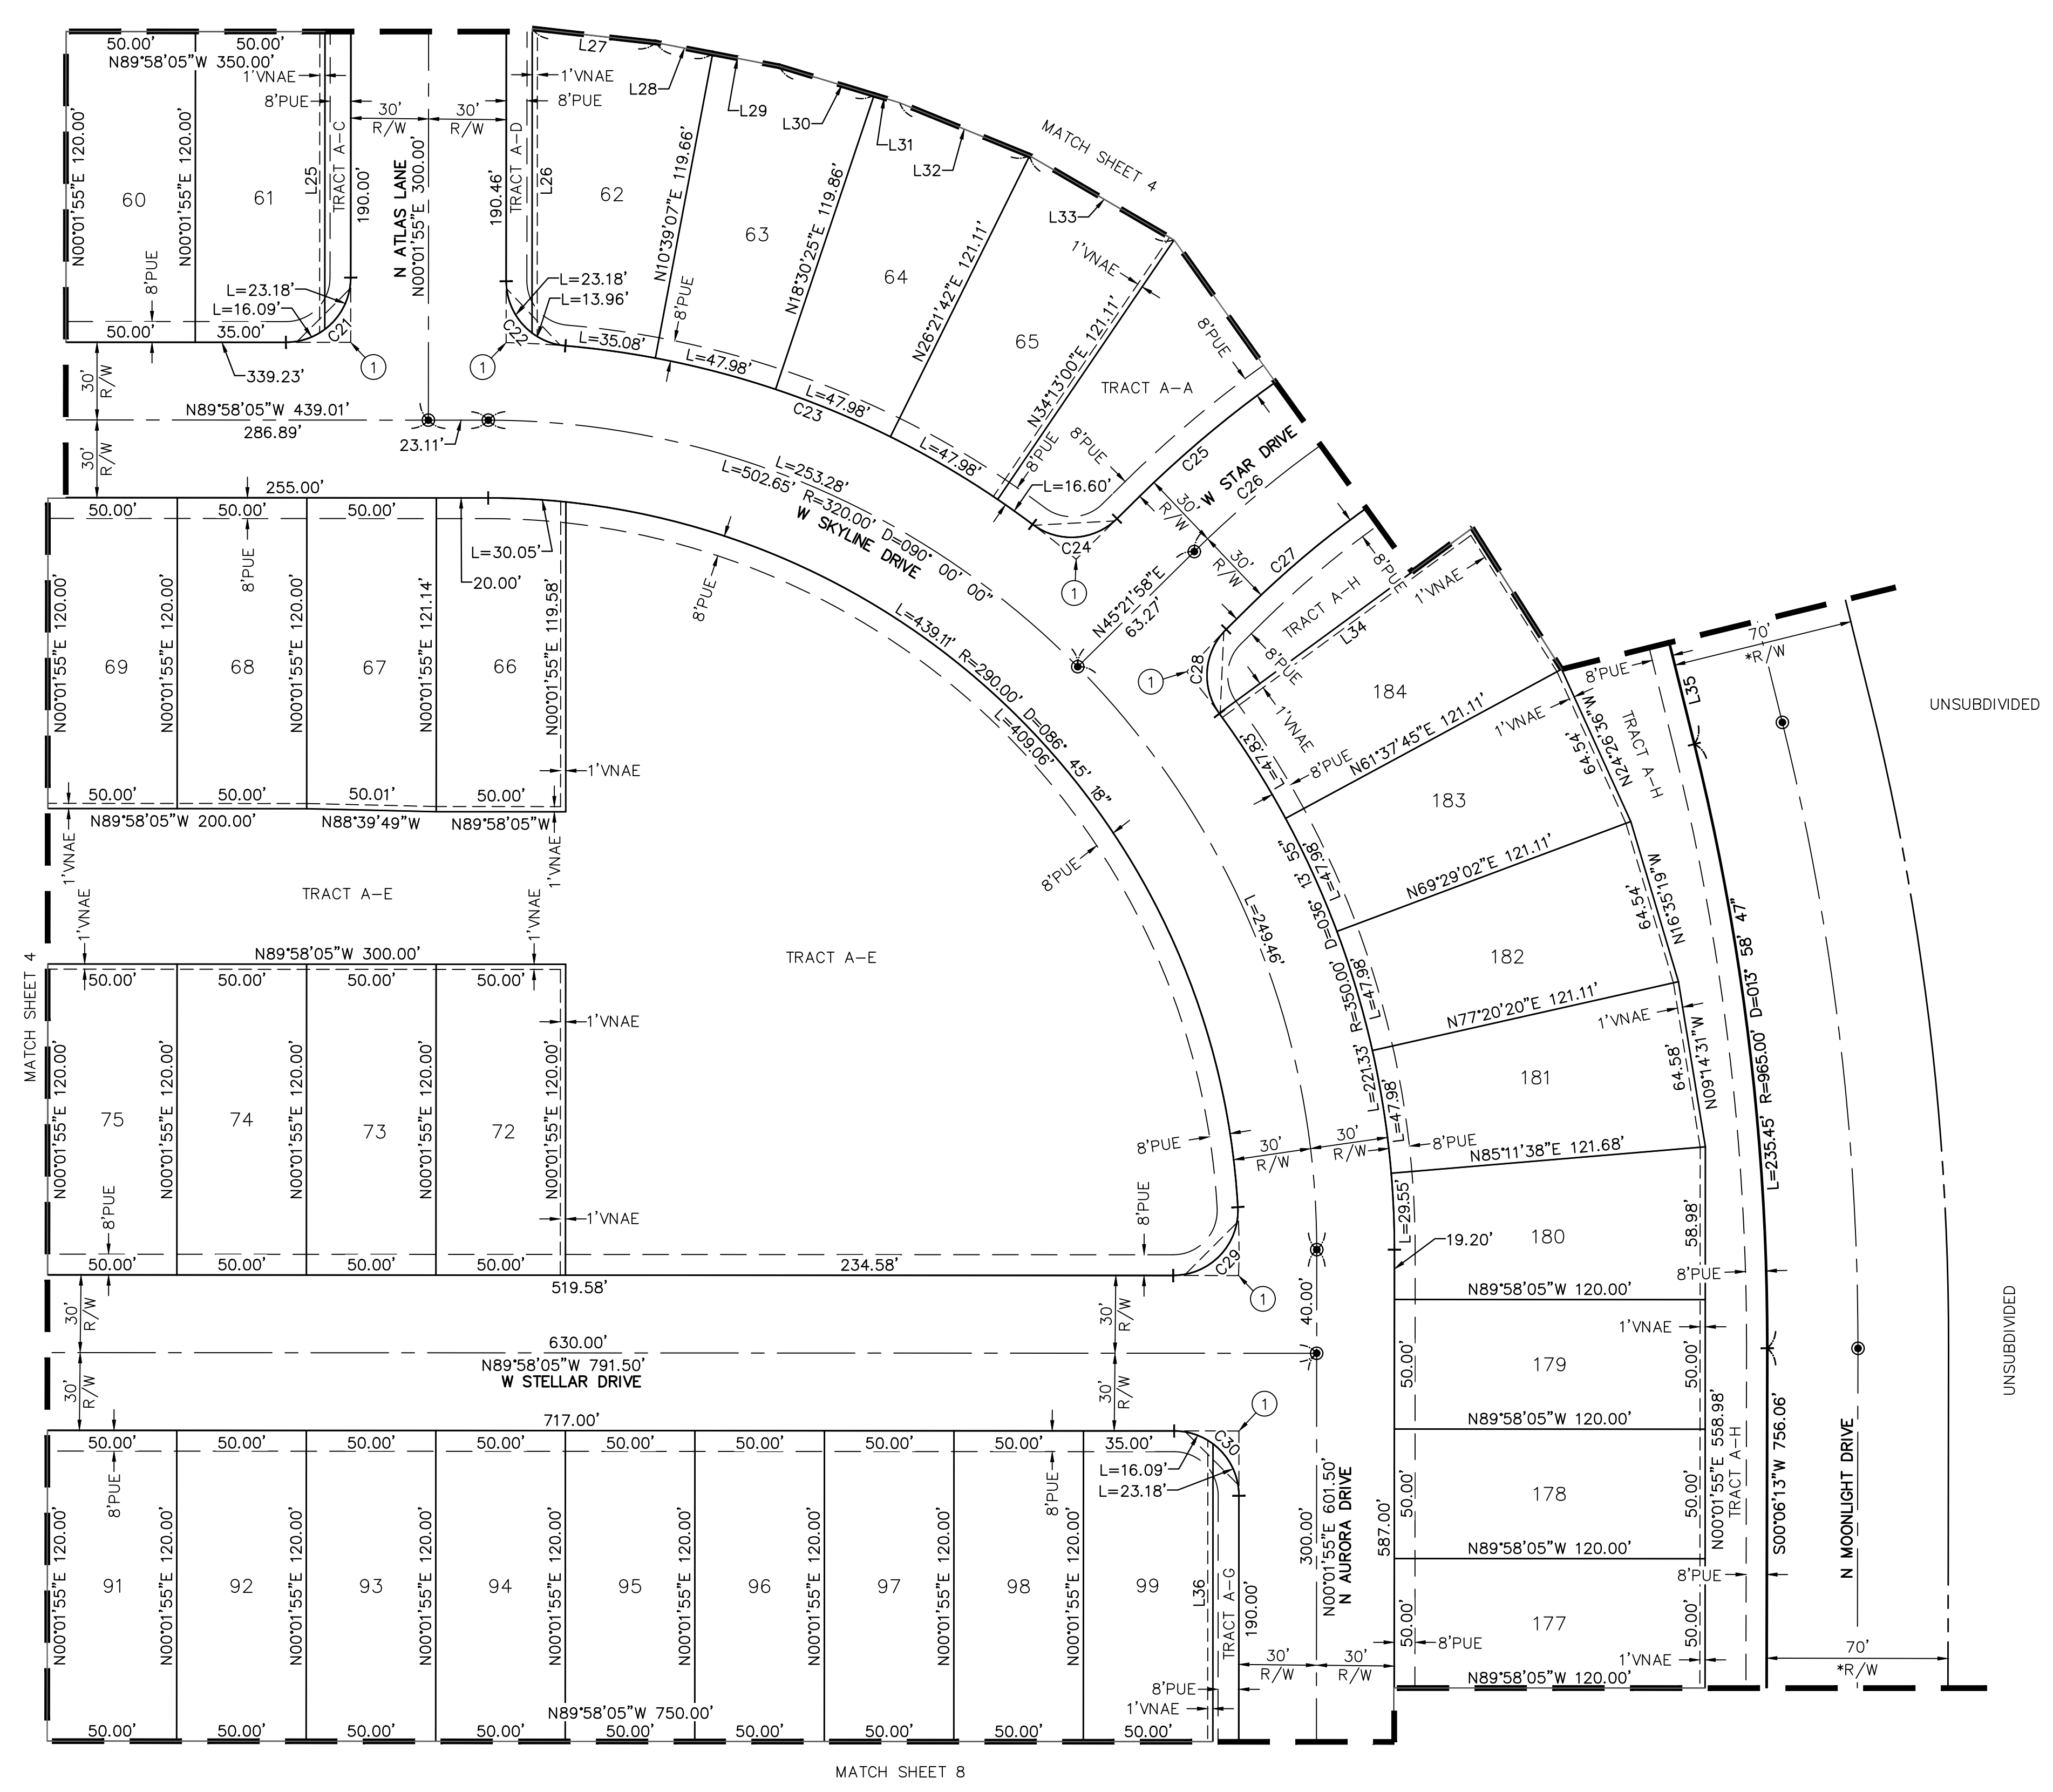 50.00' 50.00'
N89°58'05"W 350.00'
1'VNAE
8'PUE
30'
R/W
30'
R/W
1'VNAE
8'PUE
L27
L28
L29
L30
L31
L32
L33
MATCH SHEET 4
N00°01'55"E 120.00'
60
N00°01'55"E 120.00'
61
L25
TRACT A-C
190.00'
N ATLAS LANE
N00°01'55"E 300.00'
190.46'
TRACT A-D
L26
62
N10°39'07"E 119.66'
63
N18°30'25"E 119.86'
64
N26°21'42"E 121.11'
65
N34°13'00"E 121.11'
1'VNAE
TRACT A-A
8'PUE
8'PUE
L=23.18'
L=16.09'
C21
50.00' 35.00'
1
339.23'
L=23.18'
L=13.96'
C22
1
8'PUE
L=35.08'
L=47.98'
L=47.98'
C23
L=47.98'
8'PUE
8'PUE
L=16.60'
C24
1
C25
W STAR DRIVE
C26
30'
R/W
30'
C27
30'
R/W
N89°58'05"W 439.01'
286.89'
23.11'
30'
R/W
L=253.28'
L=502.65' R=320.00' D=090° 00' 00"
W SKYLINE DRIVE
N45°21'58"E
63.27'
255.00'
50.00' 50.00' 50.00'
8'PUE
L=30.05'
20.00'
8'PUE
N00°01'55"E 120.00'
69
N00°01'55"E 120.00'
68
N00°01'55"E 120.00'
67
N00°01'55"E 121.14'
66
N00°01'55"E 119.58'
1'VNAE
50.00' 50.00' 50.01' 50.00'
N89°58'05"W 200.00' N88°39'49"W N89°58'05"W
1'VNAE
1'VNAE
L=439.11' R=290.00' D=086° 45' 18"
L=409.06'
8'PUE
1
C28
8'PUE
TRACT A-H
L34
8'PUE
1'VNAE
1'VNAE
184
L=47.83'
8'PUE
N61°37'45"E 121.11'
183
1'VNAE
64.54'
N24°26'36"W
8'PUE
TRACT A-H
L35
70'
*R/W
UNSUBDIVIDED
TRACT A-E
1'VNAE
1'VNAE
N89°58'05"W 300.00'
50.00' 50.00' 50.00' 50.00'
1'VNAE
TRACT A-E
MATCH SHEET 4
N00°01'55"E 120.00'
75
N00°01'55"E 120.00'
74
N00°01'55"E 120.00'
73
N00°01'55"E 120.00'
72
N00°01'55"E 120.00'
8'PUE
1'VNAE
50.00' 50.00' 50.00' 50.00'
519.58'
234.58'
8'PUE
8'PUE
C29
1
L=249.37'
L=221.33' R=350.00' D=036° 13' 55"
L=47.98'
L=47.98'
L=47.98'
N69°29'02"E 121.11'
64.54'
N16°35'19"W
182
N77°20'20"E 121.11'
1'VNAE
181
64.58'
N09°14'31"W
30'
R/W
30'
R/W
8'PUE
N85°11'38"E 121.68'
L=29.55'
19.20'
180
58.98'
8'PUE
L=235.45' R=965.00' D=013° 58' 47"
40.00'
30'
R/W
30'
R/W
630.00'
N89°58'05"W 791.50'
W STELLAR DRIVE
30'
R/W
30'
R/W
717.00'
N89°58'05"W 120.00'
1'VNAE
50.00'
179
50.00'
N89°58'05"W 120.00'
50.00'
178
50.00'
N89°58'05"W 120.00'
50.00'
177
50.00'
8'PUE
1'VNAE
N89°58'05"W 120.00'
N00°01'55"E 558.98'
TRACT A-H
8'PUE
S00°06'13"W 756.06'
N MOONLIGHT DRIVE
70'
*R/W
UNSUBDIVIDED
50.00' 50.00' 50.00' 50.00' 50.00' 50.00' 50.00' 50.00' 35.00'
8'PUE
8'PUE
C30
1
L=16.09'
L=23.18'
N00°01'55"E 120.00'
91
N00°01'55"E 120.00'
92
N00°01'55"E 120.00'
93
N00°01'55"E 120.00'
94
N00°01'55"E 120.00'
95
N00°01'55"E 120.00'
96
N00°01'55"E 120.00'
97
N00°01'55"E 120.00'
98
N00°01'55"E 120.00'
99
L36
TRACT A-G
190.00'
300.00'
N00°01'55"E 601.50'
N AURORA DRIVE
587.00'
30'
R/W
30'
R/W
8'PUE
1'VNAE
N89°58'05"W 750.00'
50.00' 50.00' 50.00' 50.00' 50.00' 50.00' 50.00' 50.00' 50.00'
MATCH SHEET 8